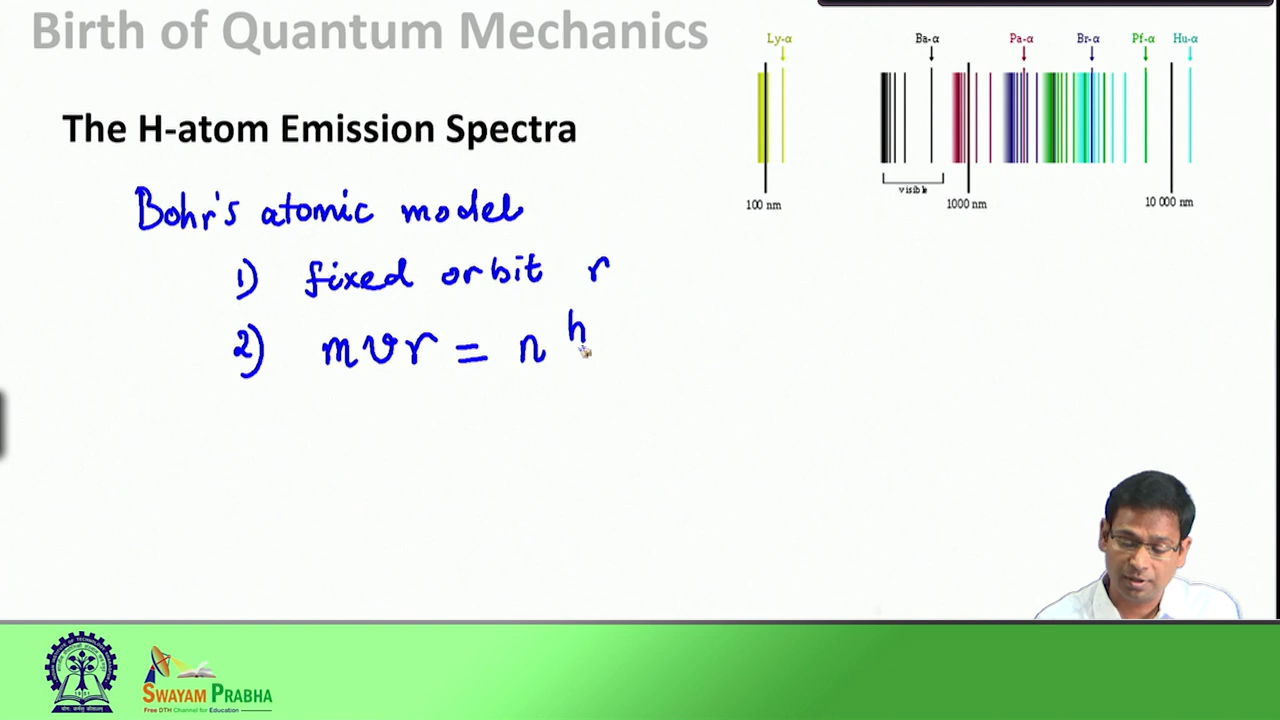 Birth of Quantum Mechanics
The H-atom Emission Spectra
Ly-α Ba-α Pa-α Br-α Pf-α Hu-α
visible
100 nm 1000 nm 10 000 nm
Bohr's atomic model
1) fixed orbit r
2) mvr = n h
SWAYAM PRABHA
Free DTH Channel for Education